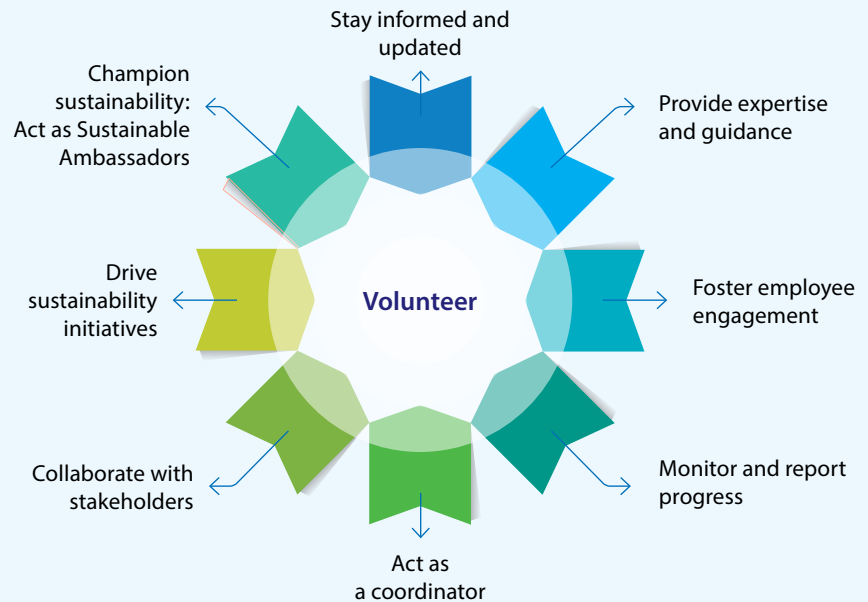 Stay informed and
updated
Champion
sustainability:
Act as Sustainable
Ambassadors
Provide expertise
and guidance
Drive
sustainability
initiatives
Volunteer
Foster employee
engagement
Collaborate with
stakeholders
Monitor and report
progress
Act as
a coordinator